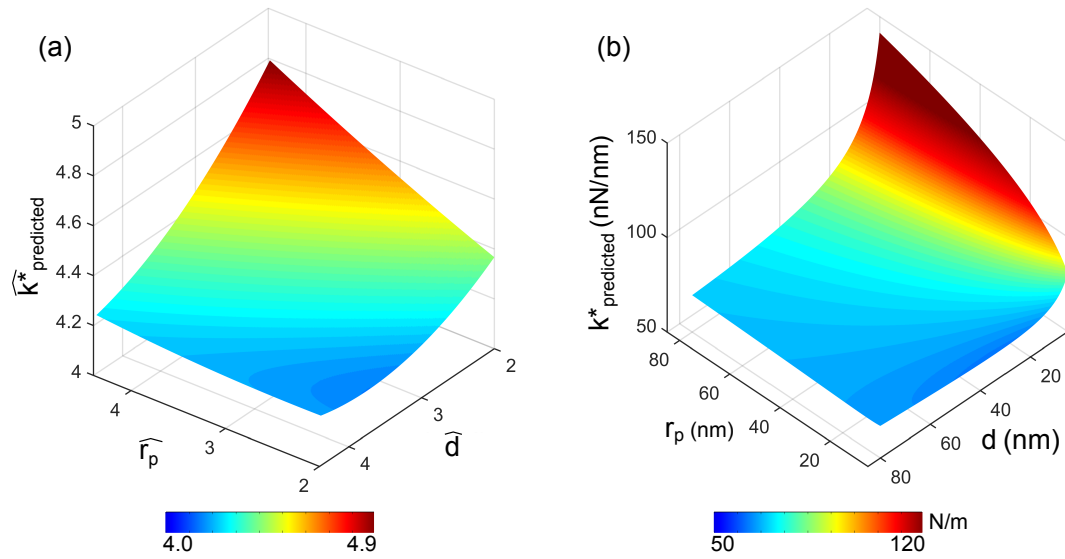 (a)
5
4.8
4.6
4.4
4.2
4
k̂*predicted
4
3
2
r̂p
2
3
4
d̂
4.0 4.9
(b)
150
100
50
k*predicted (nN/nm)
80
60
40
20
rp (nm)
20
40
60
80
d (nm)
N/m
50 120